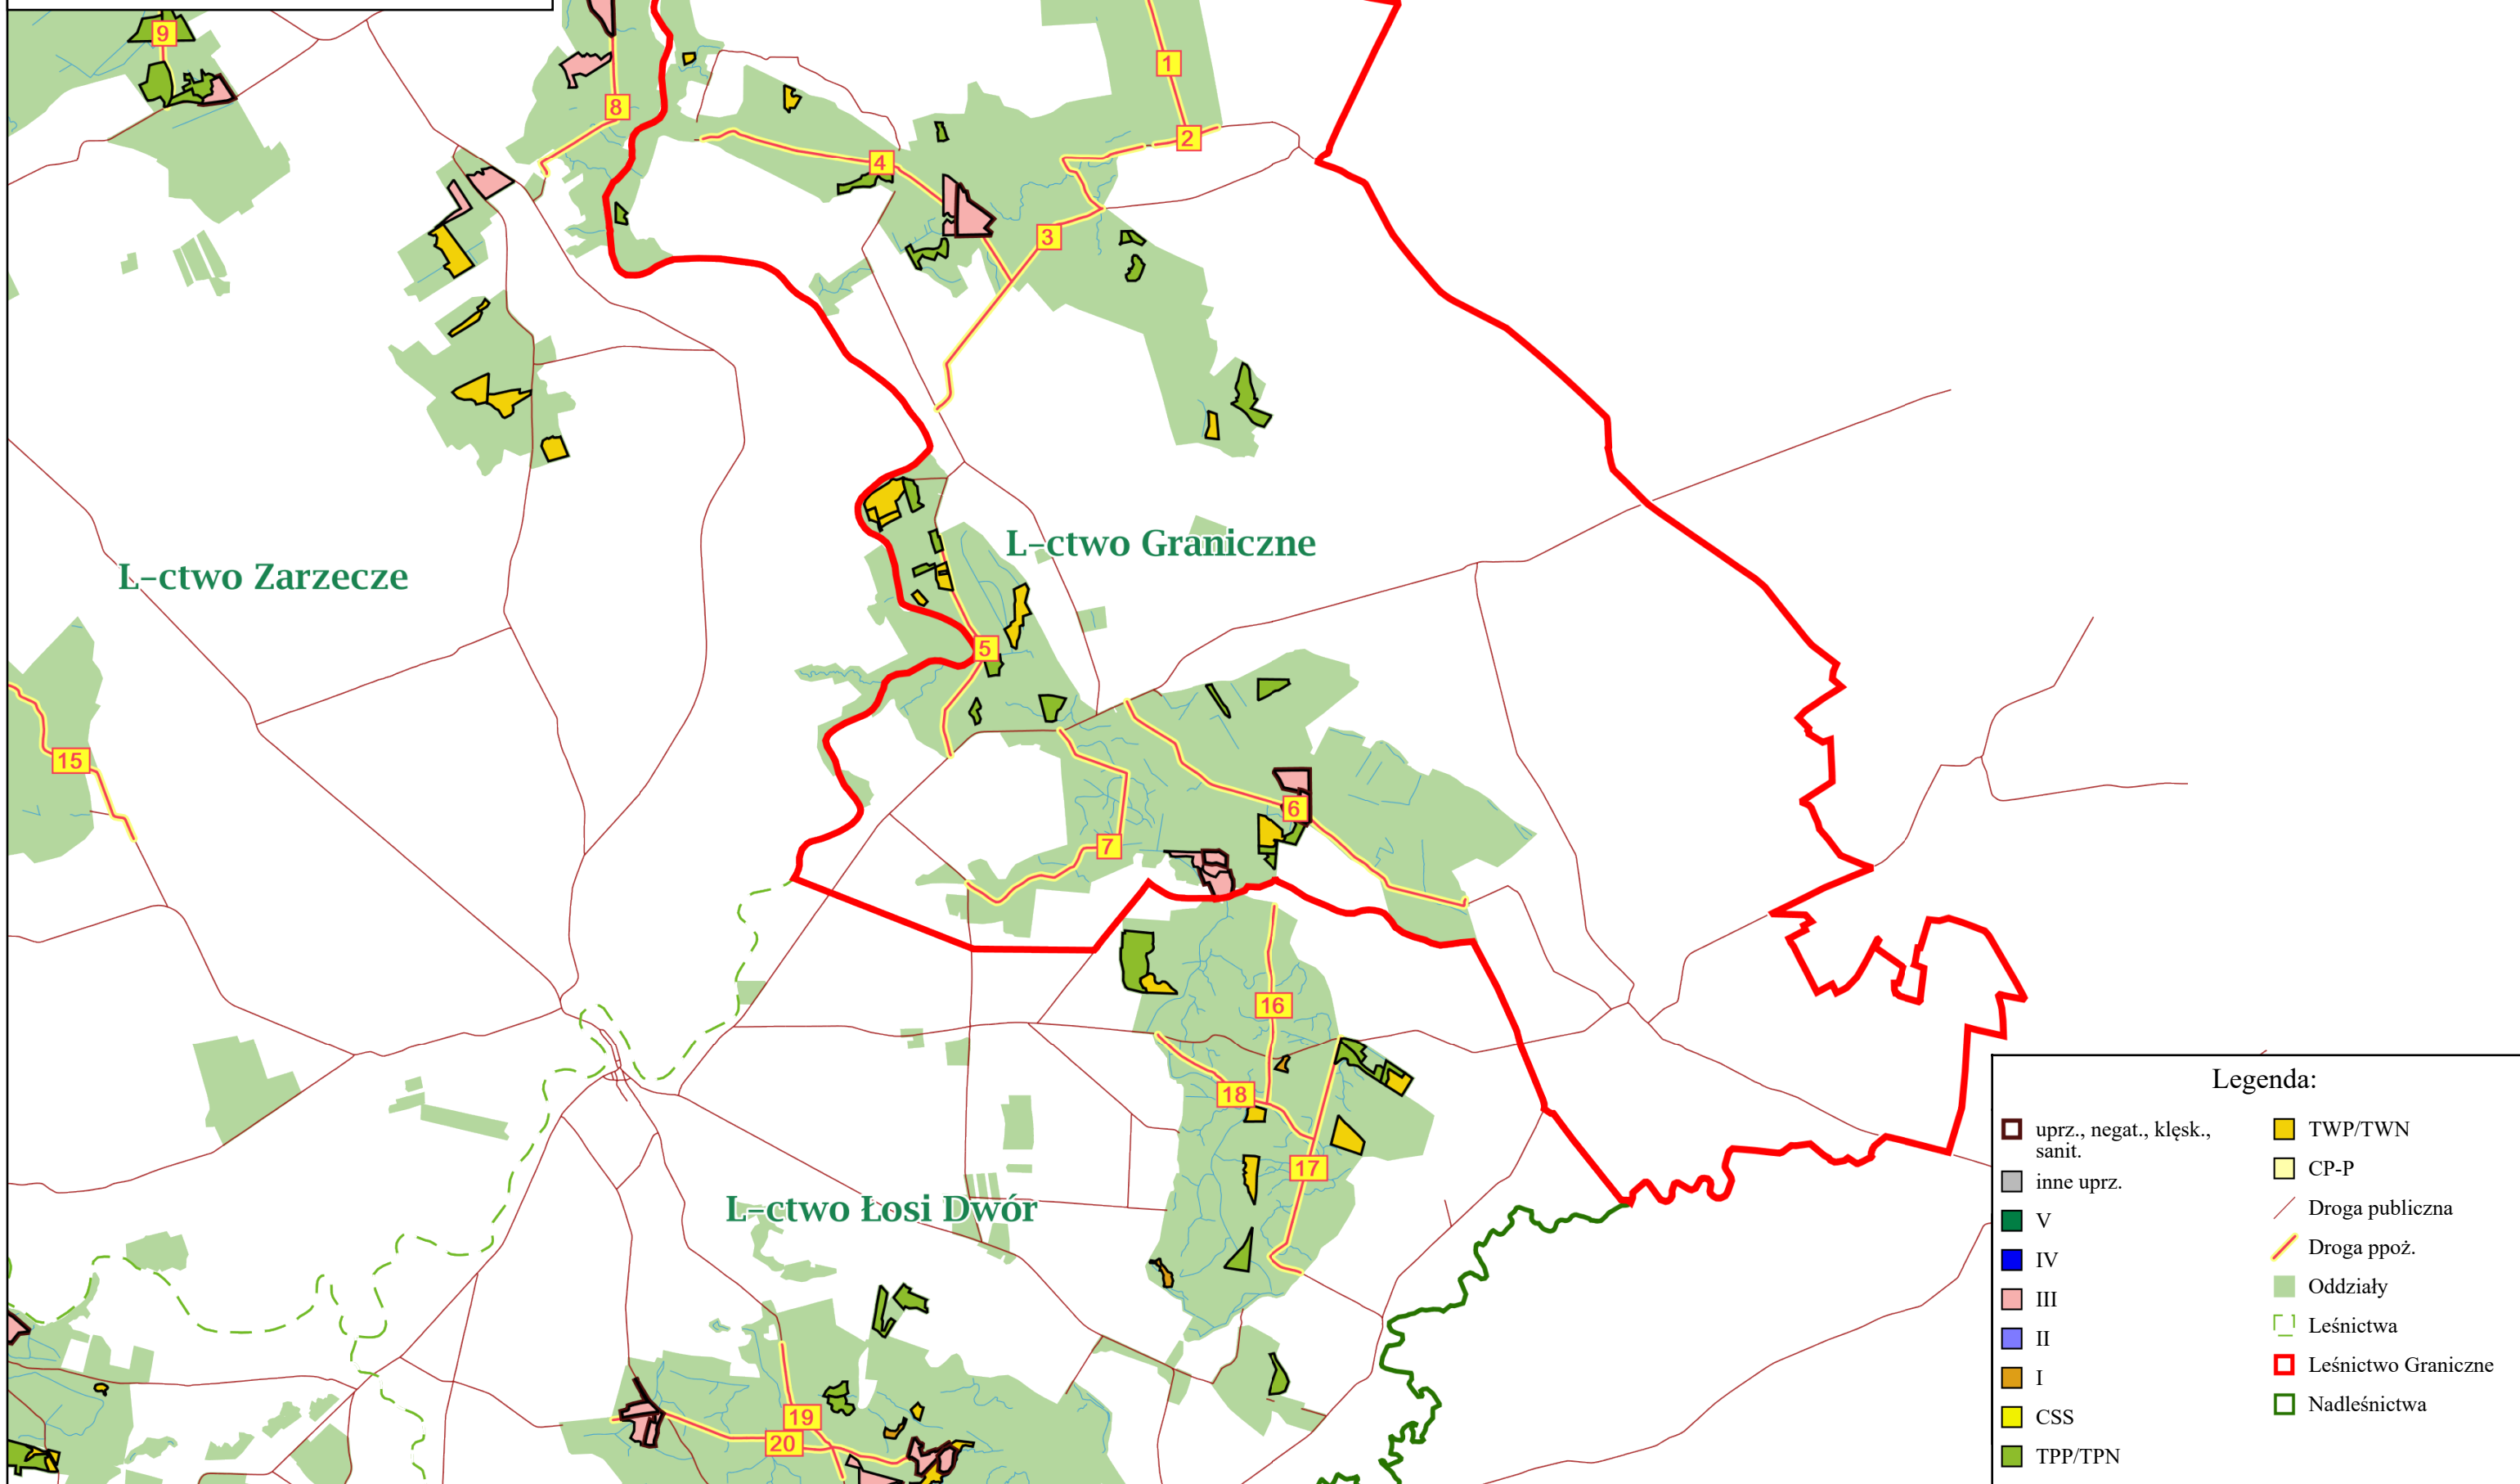 9
1
8
2
4
3
L-ctwo Graniczne
L-ctwo Zarzecze
5
15
6
7
16
18
17
L-ctwo Łosi Dwór
19
20
Legenda:
uprz., negat., klęsk.,
sanit.
inne uprz.
V
IV
III
II
I
CSS
TPP/TPN
TWP/TWN
CP-P
Droga publiczna
Droga ppoż.
Oddziały
Leśnictwa
Leśnictwo Graniczne
Nadleśnictwa